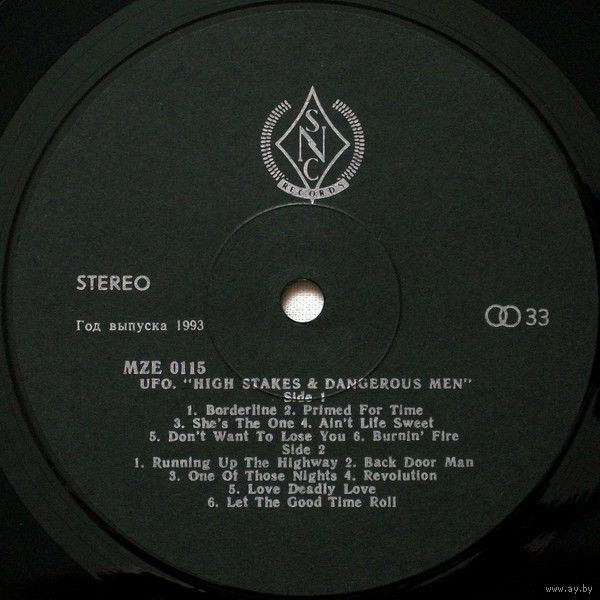 SNC
RECORDS
STEREO
33
Год выпуска 1993
MZE 0115
UFO. "HIGH STAKES & DANGEROUS MEN"
Side 1
1. Borderline 2. Primed For Time
3. She's The One 4. Ain't Life Sweet
5. Don't Want To Lose You 6. Burnin' Fire
Side 2
1. Running Up The Highway 2. Back Door Man
3. One Of Those Nights 4. Revolution
5. Love Deadly Love
6. Let The Good Time Roll
www.ay.by